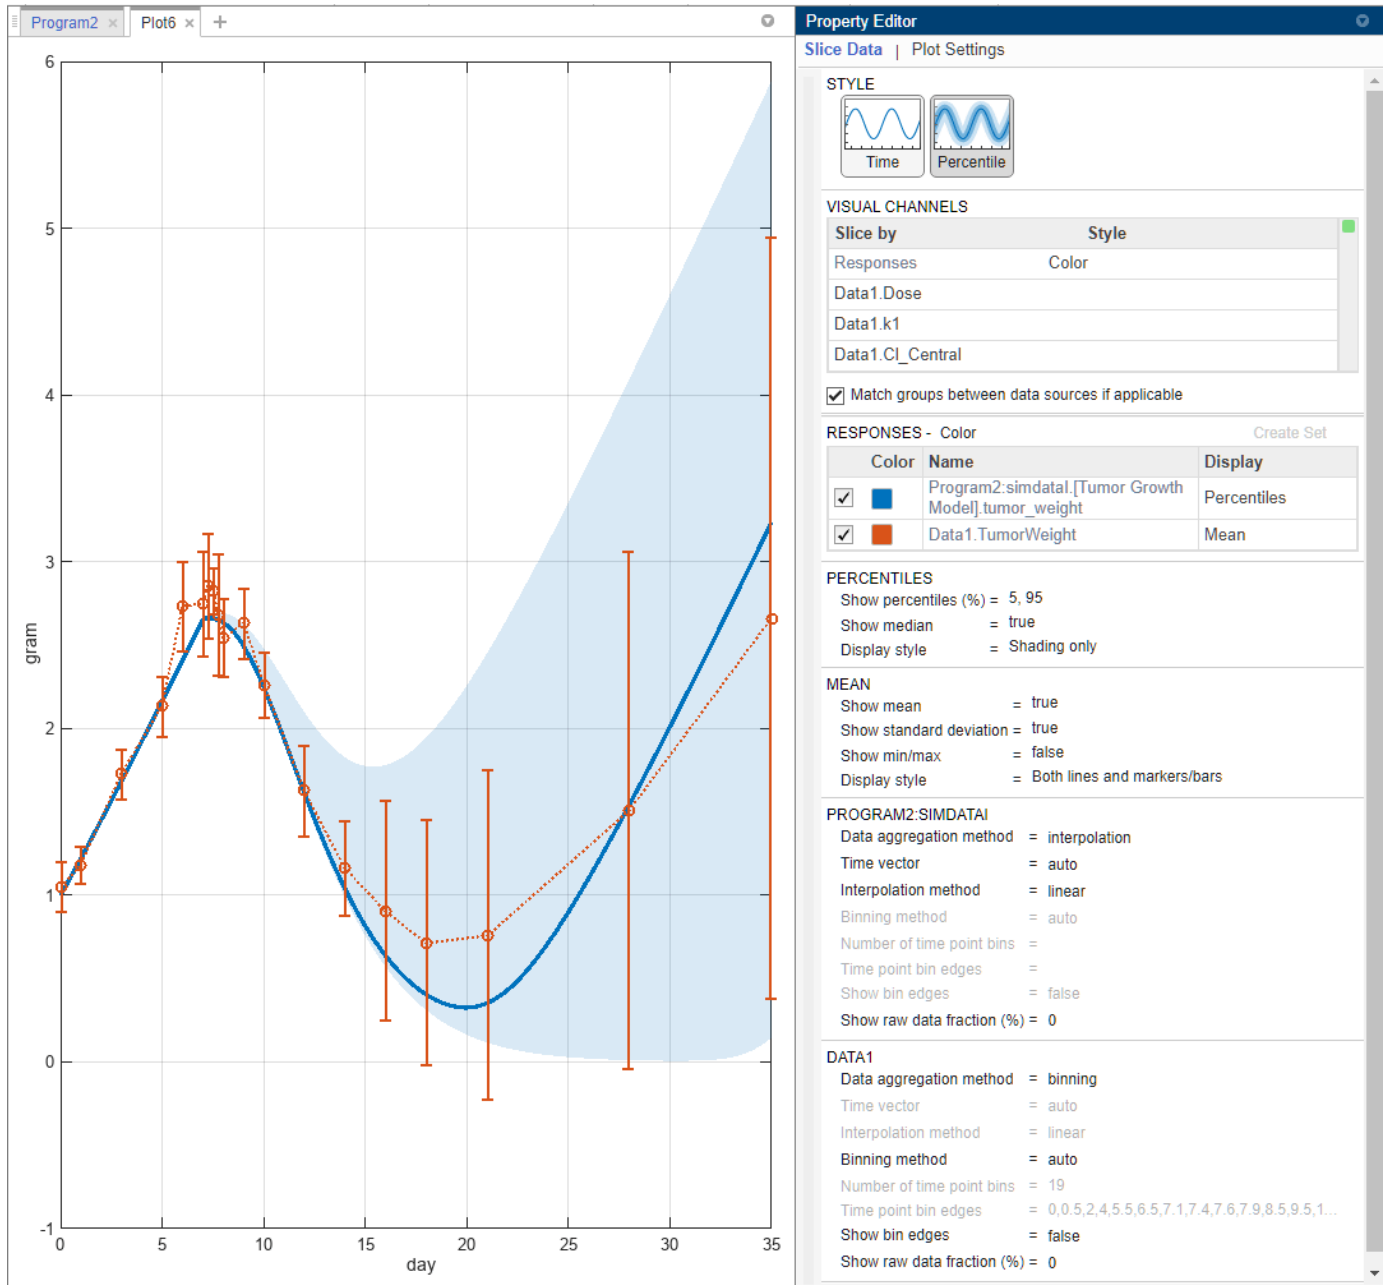 Program2 × Plot6 × +
6
5
4
3
2
1
0
-1
gram
0 5 10 15 20 25 30 35
day
Property Editor
Slice Data | Plot Settings
STYLE
Time Percentile
VISUAL CHANNELS
Slice by Style
Responses Color
Data1.Dose
Data1.k1
Data1.Cl_Central
Match groups between data sources if applicable
RESPONSES - Color Create Set
Color Name Display
Program2:simdataI.[Tumor Growth
Model].tumor_weight Percentiles
Data1.TumorWeight Mean
PERCENTILES
Show percentiles (%) = 5, 95
Show median = true
Display style = Shading only
MEAN
Show mean = true
Show standard deviation = true
Show min/max = false
Display style = Both lines and markers/bars
PROGRAM2:SIMDATAI
Data aggregation method = interpolation
Time vector = auto
Interpolation method = linear
Binning method = auto
Number of time point bins =
Time point bin edges =
Show bin edges = false
Show raw data fraction (%) = 0
DATA1
Data aggregation method = binning
Time vector = auto
Interpolation method = linear
Binning method = auto
Number of time point bins = 19
Time point bin edges = 0,0.5,2,4,5.5,6.5,7.1,7.4,7.6,7.9,8.5,9.5,1...
Show bin edges = false
Show raw data fraction (%) = 0